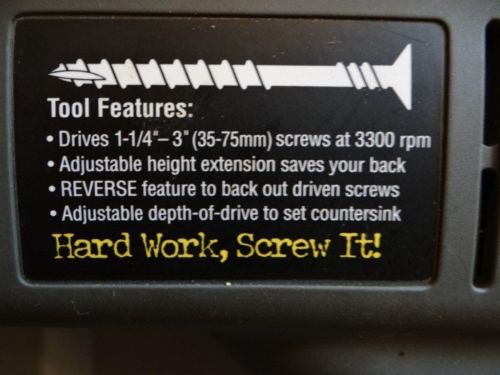 Tool Features:
• Drives 1-1/4"– 3" (35-75mm) screws at 3300 rpm
• Adjustable height extension saves your back
• REVERSE feature to back out driven screws
• Adjustable depth-of-drive to set countersink
Hard Work, Screw It!